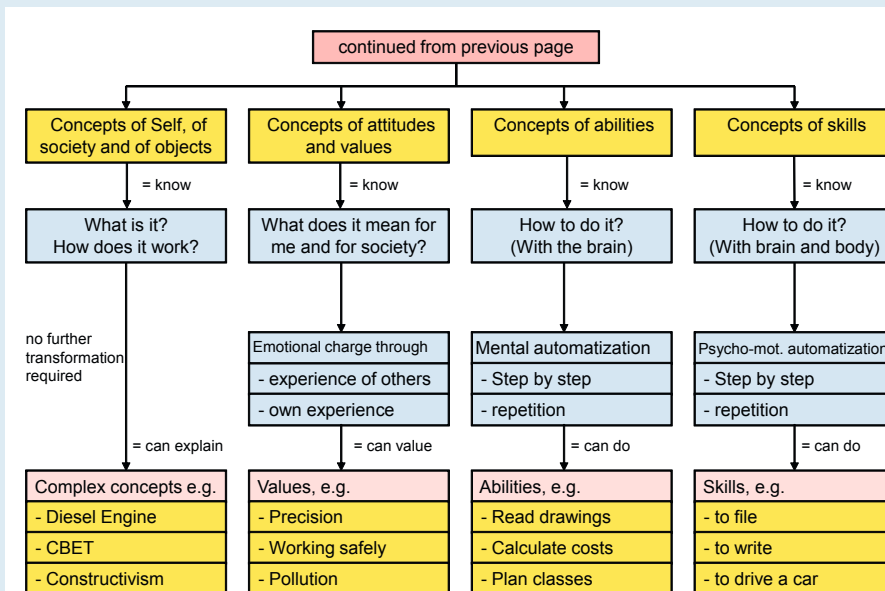 continued from previous page
Concepts of Self, of
society and of objects
Concepts of attitudes
and values
Concepts of abilities
Concepts of skills
= know
= know
= know
= know
What is it?
How does it work?
What does it mean for
me and for society?
How to do it?
(With the brain)
How to do it?
(With brain and body)
no further
transformation
required
Emotional charge through
- experience of others
- own experience
Mental automatization
- Step by step
- repetition
Psycho-mot. automatization
- Step by step
- repetition
= can explain
= can value
= can do
= can do
Complex concepts e.g.
- Diesel Engine
- CBET
- Constructivism
Values, e.g.
- Precision
- Working safely
- Pollution
Abilities, e.g.
- Read drawings
- Calculate costs
- Plan classes
Skills, e.g.
- to file
- to write
- to drive a car